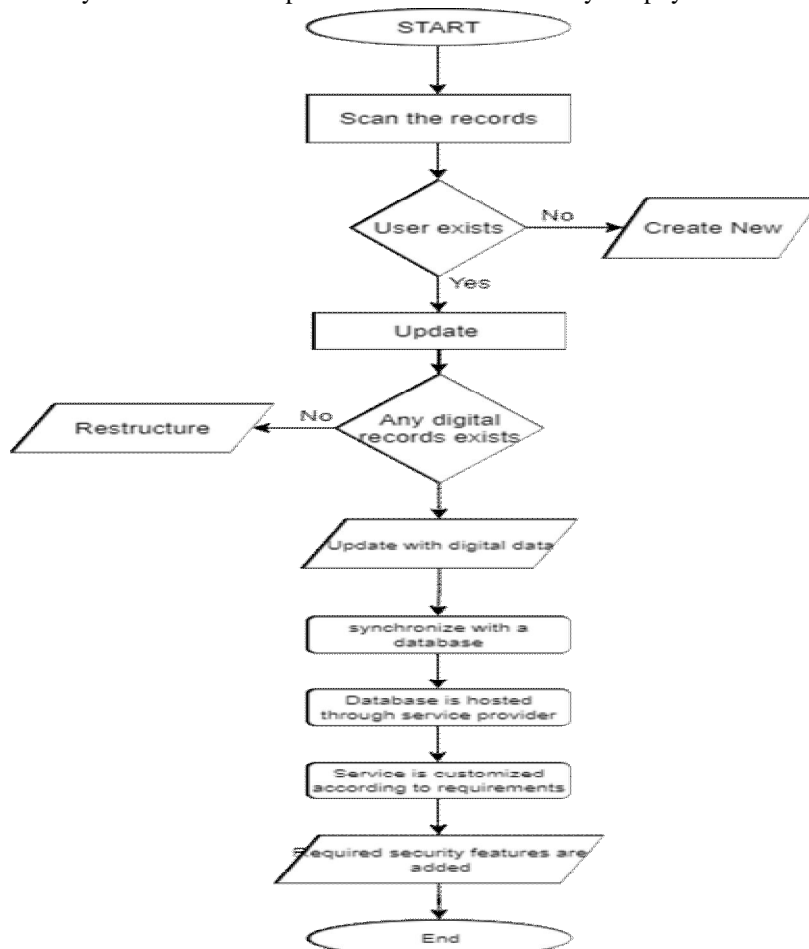 START
Scan the records
User exists
No
Create New
Yes
Update
Any digital
records exists
No
Restructure
Update with digital data
synchronize with a
database
Database is hosted
through service provider
Service is customized
according to requirements
Required security features are
added
End